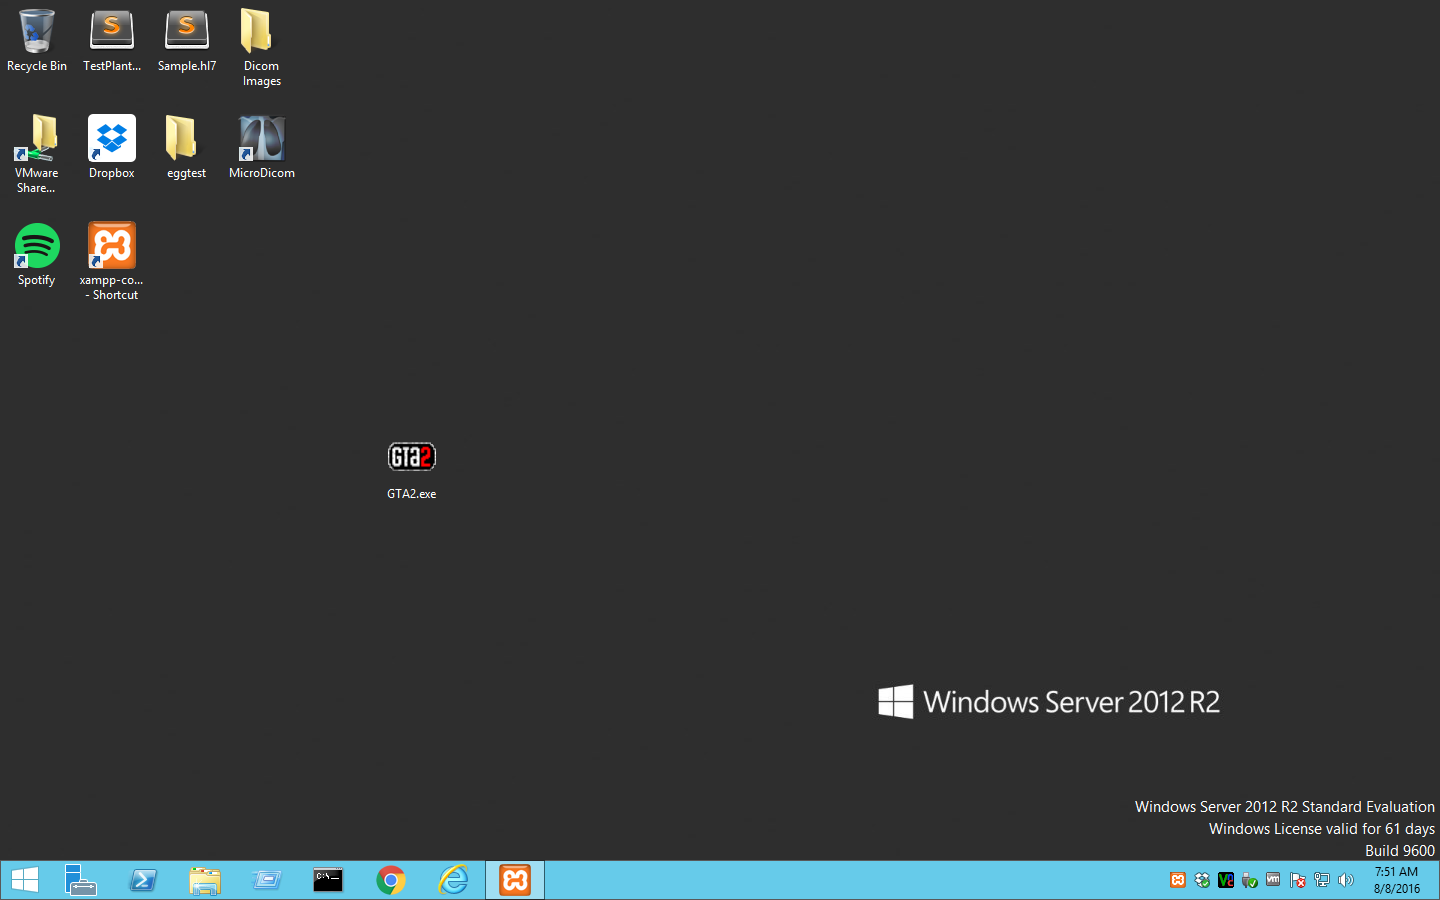 Recycle Bin
TestPlant...
Sample.hl7
Dicom
Images
VMware
Share...
Dropbox
eggtest
MicroDicom
Spotify
xampp-co...
- Shortcut
GTA2
GTA2.exe
Windows Server 2012 R2
Windows Server 2012 R2 Standard Evaluation
Windows License valid for 61 days
Build 9600
C:\_
vm
7:51 AM
8/8/2016